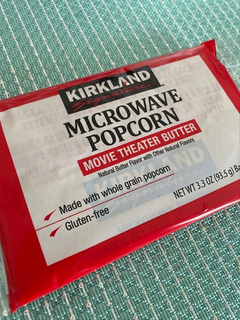 KIRKLAND
Signature
MICROWAVE
POPCORN
MOVIE THEATER BUTTER
Natural Butter Flavor with Other Natural Flavors
✓ Made with whole grain popcorn
✓ Gluten-free
NET WT 3.3 OZ (93.5 g) Ba